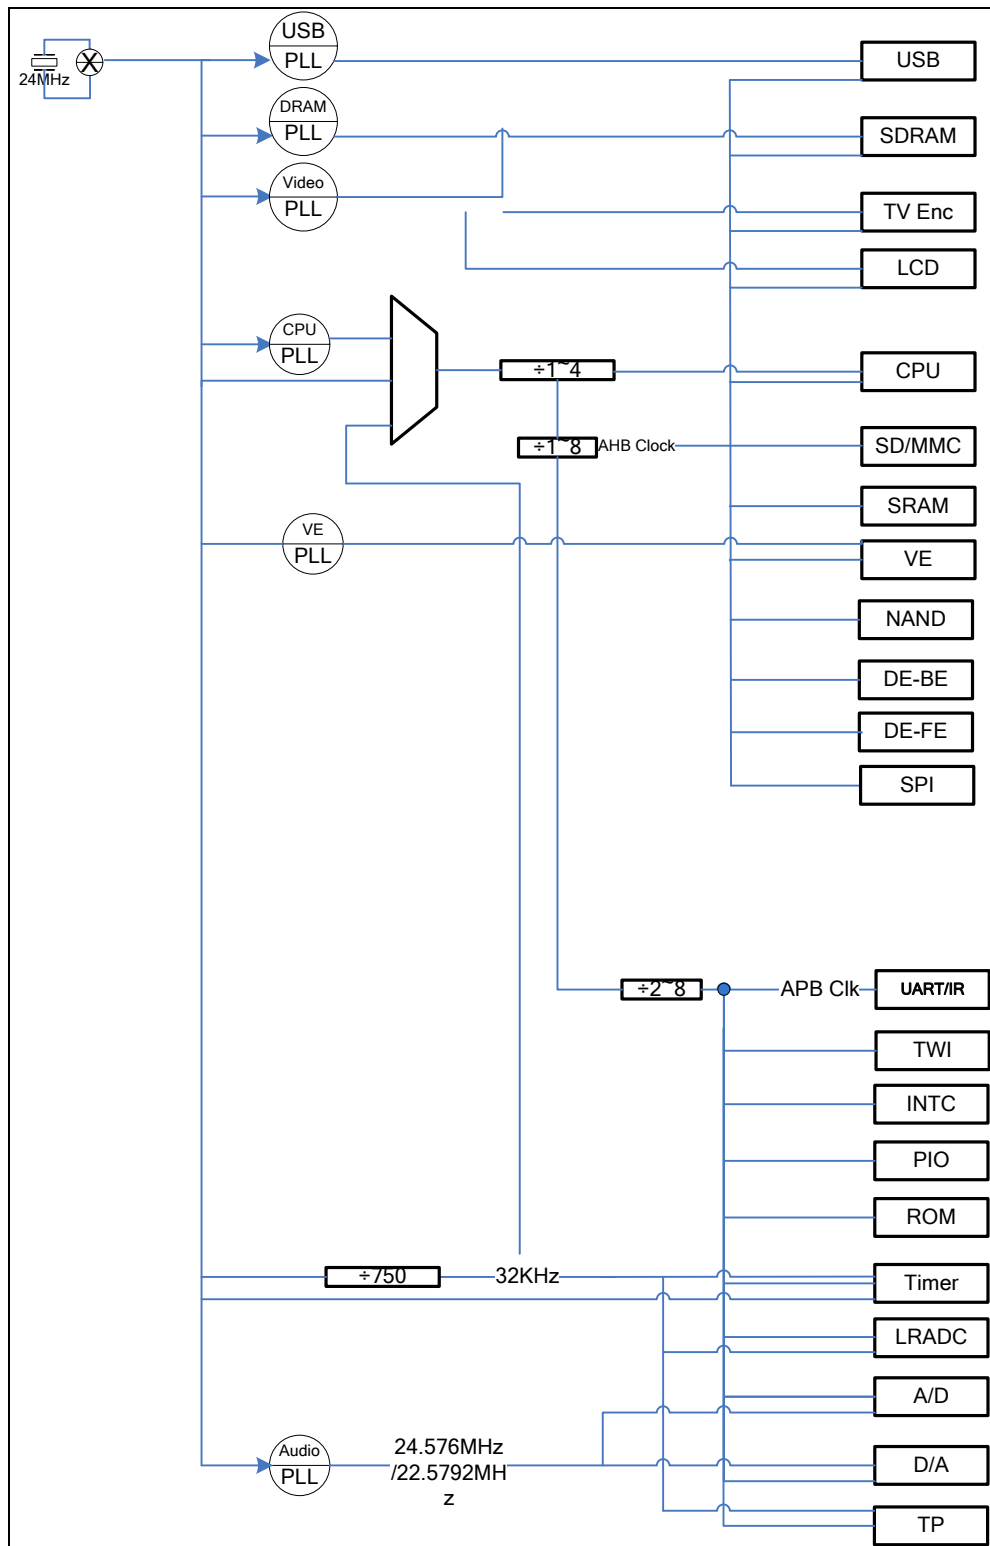 USB
PLL
USB
24MHz
DRAM
PLL
SDRAM
Video
PLL
TV Enc
LCD
CPU
PLL
÷1~4
CPU
÷1~8
AHB Clock
SD/MMC
SRAM
VE
PLL
VE
NAND
DE-BE
DE-FE
SPI
÷2~8
APB Clk
UART/IR
TWI
INTC
PIO
ROM
÷750
32KHz
Timer
LRADC
A/D
Audio
PLL
24.576MHz
/22.5792MH
z
D/A
TP